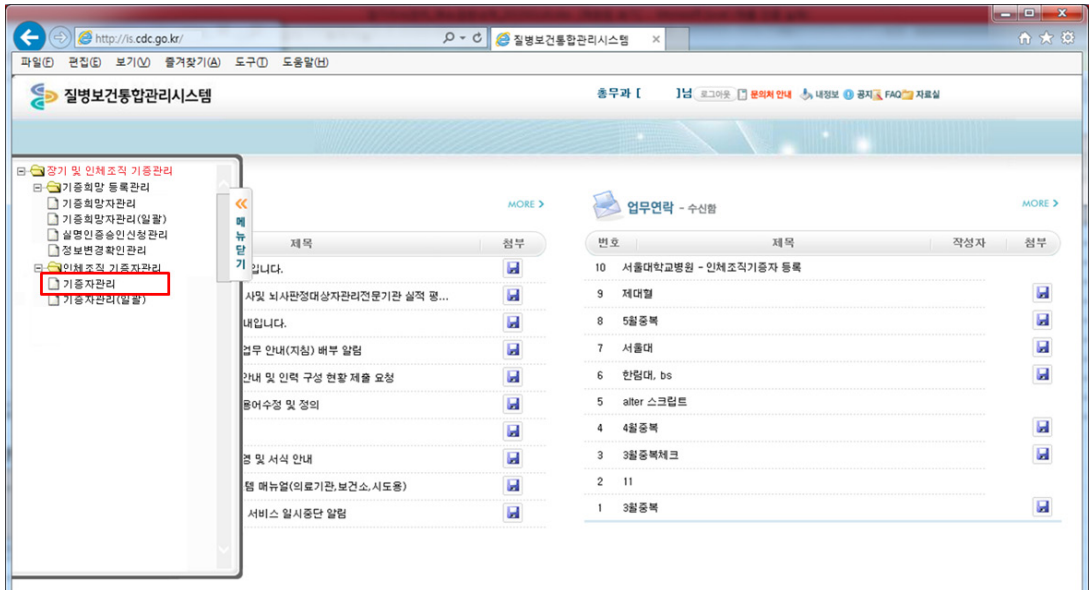 http://is.cdc.go.kr/
질병보건통합관리시스템
파일(F) 편집(E) 보기(V) 즐겨찾기(A) 도구(T) 도움말(H)
질병보건통합관리시스템
총무과 [ ]님 로그아웃 문의처 안내 내정보 공지 FAQ 자료실
장기 및 인체조직 기증관리
기증희망 등록관리
기증희망자관리
기증희망자관리(일괄)
실명인증승인신청관리
정보변경확인관리
인체조직 기증자관리
기증자관리
기증자관리(일괄)
메뉴닫기
MORE
제목 첨부
입니다.
사및 뇌사판정대상자관리전문기관 실적 평...
내입니다.
업무 안내(지침) 배부 알림
안내 및 인력 구성 현황 제출 요청
용어수정 및 정의
영 및 서식 안내
템 매뉴얼(의료기관,보건소,시도용)
서비스 일시중단 알림
업무연락 - 수신함 MORE
번호 제목 작성자 첨부
10 서울대학교병원 - 인체조직기증자 등록
9 제대혈
8 5월중복
7 서울대
6 한림대, bs
5 alter 스크립트
4 4월중복
3 3월중복체크
2 11
1 3월중복